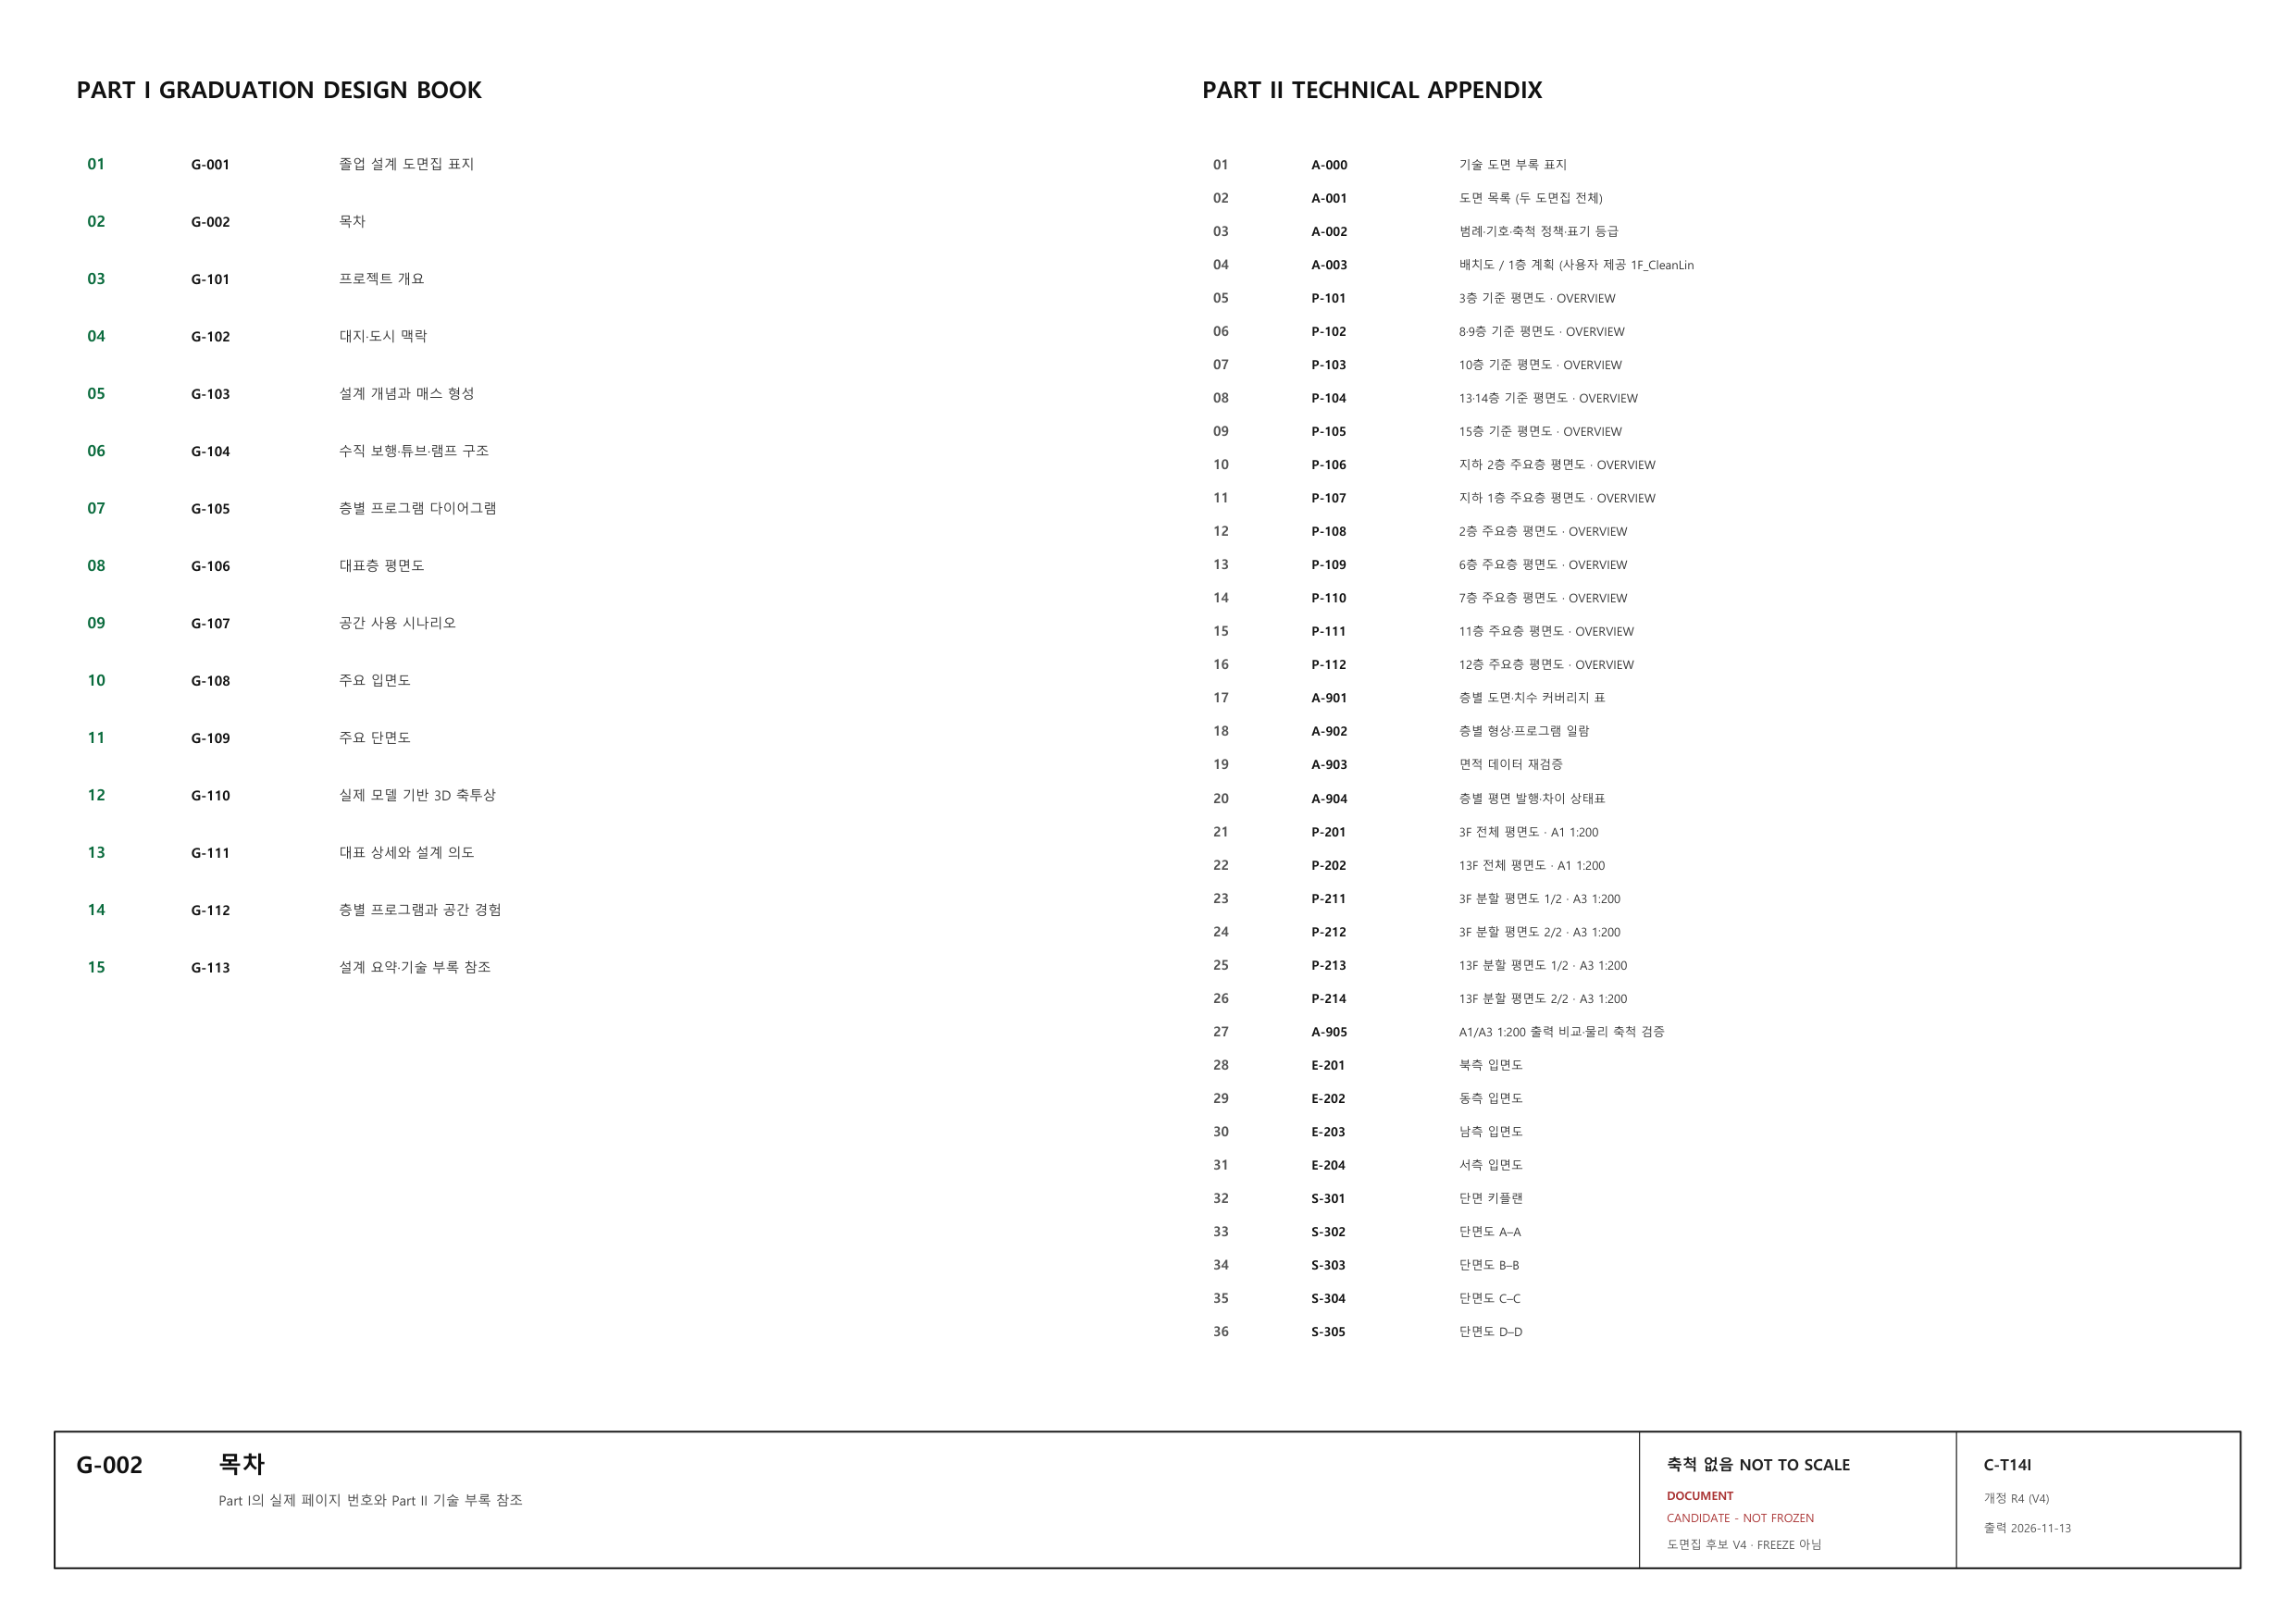 PART I GRADUATION DESIGN BOOK
01 G-001 졸업 설계 도면집 표지
02 G-002 목차
03 G-101 프로젝트 개요
04 G-102 대지·도시 맥락
05 G-103 설계 개념과 매스 형성
06 G-104 수직 보행·튜브·램프 구조
07 G-105 층별 프로그램 다이어그램
08 G-106 대표층 평면도
09 G-107 공간 사용 시나리오
10 G-108 주요 입면도
11 G-109 주요 단면도
12 G-110 실제 모델 기반 3D 축투상
13 G-111 대표 상세와 설계 의도
14 G-112 층별 프로그램과 공간 경험
15 G-113 설계 요약·기술 부록 참조
PART II TECHNICAL APPENDIX
01 A-000 기술 도면 부록 표지
02 A-001 도면 목록 (두 도면집 전체)
03 A-002 범례·기호·축척 정책·표기 등급
04 A-003 배치도 / 1층 계획 (사용자 제공 1F_CleanLin
05 P-101 3층 기준 평면도 · OVERVIEW
06 P-102 8·9층 기준 평면도 · OVERVIEW
07 P-103 10층 기준 평면도 · OVERVIEW
08 P-104 13·14층 기준 평면도 · OVERVIEW
09 P-105 15층 기준 평면도 · OVERVIEW
10 P-106 지하 2층 주요층 평면도 · OVERVIEW
11 P-107 지하 1층 주요층 평면도 · OVERVIEW
12 P-108 2층 주요층 평면도 · OVERVIEW
13 P-109 6층 주요층 평면도 · OVERVIEW
14 P-110 7층 주요층 평면도 · OVERVIEW
15 P-111 11층 주요층 평면도 · OVERVIEW
16 P-112 12층 주요층 평면도 · OVERVIEW
17 A-901 층별 도면·치수 커버리지 표
18 A-902 층별 형상·프로그램 일람
19 A-903 면적 데이터 재검증
20 A-904 층별 평면 발행·차이 상태표
21 P-201 3F 전체 평면도 · A1 1:200
22 P-202 13F 전체 평면도 · A1 1:200
23 P-211 3F 분할 평면도 1/2 · A3 1:200
24 P-212 3F 분할 평면도 2/2 · A3 1:200
25 P-213 13F 분할 평면도 1/2 · A3 1:200
26 P-214 13F 분할 평면도 2/2 · A3 1:200
27 A-905 A1/A3 1:200 출력 비교·물리 축척 검증
28 E-201 북측 입면도
29 E-202 동측 입면도
30 E-203 남측 입면도
31 E-204 서측 입면도
32 S-301 단면 키플랜
33 S-302 단면도 A–A
34 S-303 단면도 B–B
35 S-304 단면도 C–C
36 S-305 단면도 D–D
G-002 목차
Part I의 실제 페이지 번호와 Part II 기술 부록 참조
축척 없음 NOT TO SCALE
DOCUMENT
CANDIDATE - NOT FROZEN
도면집 후보 V4 · FREEZE 아님
C-T14I
개정 R4 (V4)
출력 2026-11-13